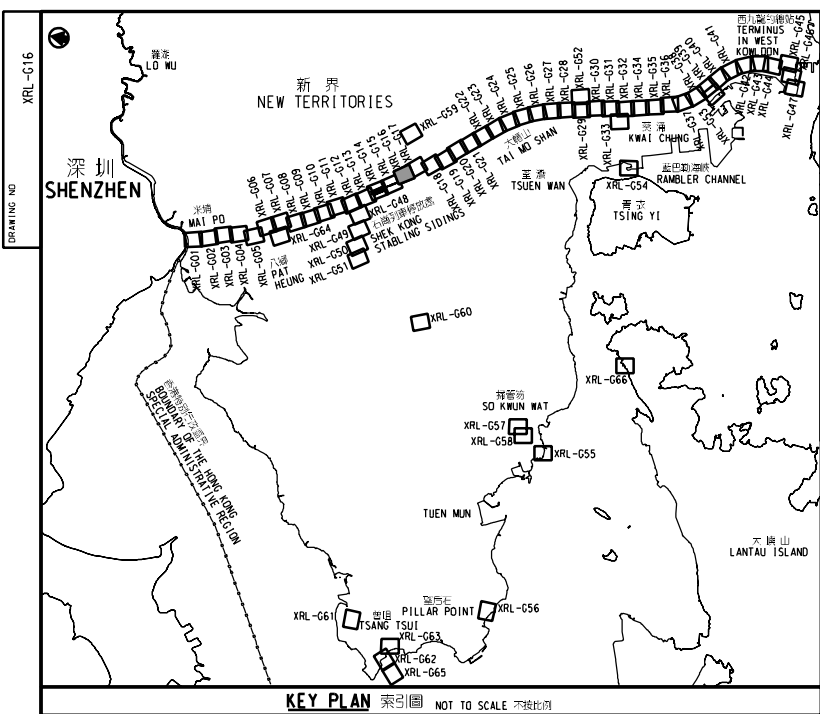 XRL-G16
DRAWING NO
羅湖
LO WU
新 界
NEW TERRITORIES
深圳
SHENZHEN
米埔
MAI PO
XRL-G01
XRL-G02
XRL-G03
XRL-G04
XRL-G05
XRL-G06
XRL-G07
XRL-G08
XRL-G09
XRL-G10
XRL-G11
XRL-G12
XRL-G13
XRL-G14
XRL-G15
XRL-G16
XRL-G17
XRL-G59
XRL-G18
XRL-G19
XRL-G20
XRL-G21
XRL-G22
XRL-G23
XRL-G24
XRL-G25
XRL-G26
XRL-G27
XRL-G28
XRL-G52
XRL-G29
XRL-G30
XRL-G31
XRL-G32
XRL-G33
XRL-G34
XRL-G35
XRL-G36
XRL-G37
XRL-G38
XRL-G39
XRL-G40
XRL-G41
XRL-G53
XRL-G42
XRL-G43
XRL-G44
XRL-G45
XRL-G46
XRL-G47
西九龍的總站
TERMINUS
IN WEST
KOWLOON
大帽山
TAI MO SHAN
荃灣
TSUEN WAN
葵涌
KWAI CHUNG
藍巴勒海峽
RAMBLER CHANNEL
XRL-G54
青衣
TSING YI
XRL-G64
八鄉
PAT
HEUNG
XRL-G48
XRL-G49
XRL-G50
XRL-G51
石崗列車停放處
SHEK KONG
STABLING SIDINGS
XRL-G60
XRL-G66
掃管笏
SO KWUN WAT
XRL-G57
XRL-G58
XRL-G55
TUEN MUN
大嶼山
LANTAU ISLAND
香港特別行政區界
BOUNDARY OF THE HONG KONG
SPECIAL ADMINISTRATIVE REGION
XRL-G61
曾咀
TSANG TSUI
望后石
PILLAR POINT
XRL-G56
XRL-G63
XRL-G62
XRL-G65
KEY PLAN 索引圖 NOT TO SCALE 不按比例